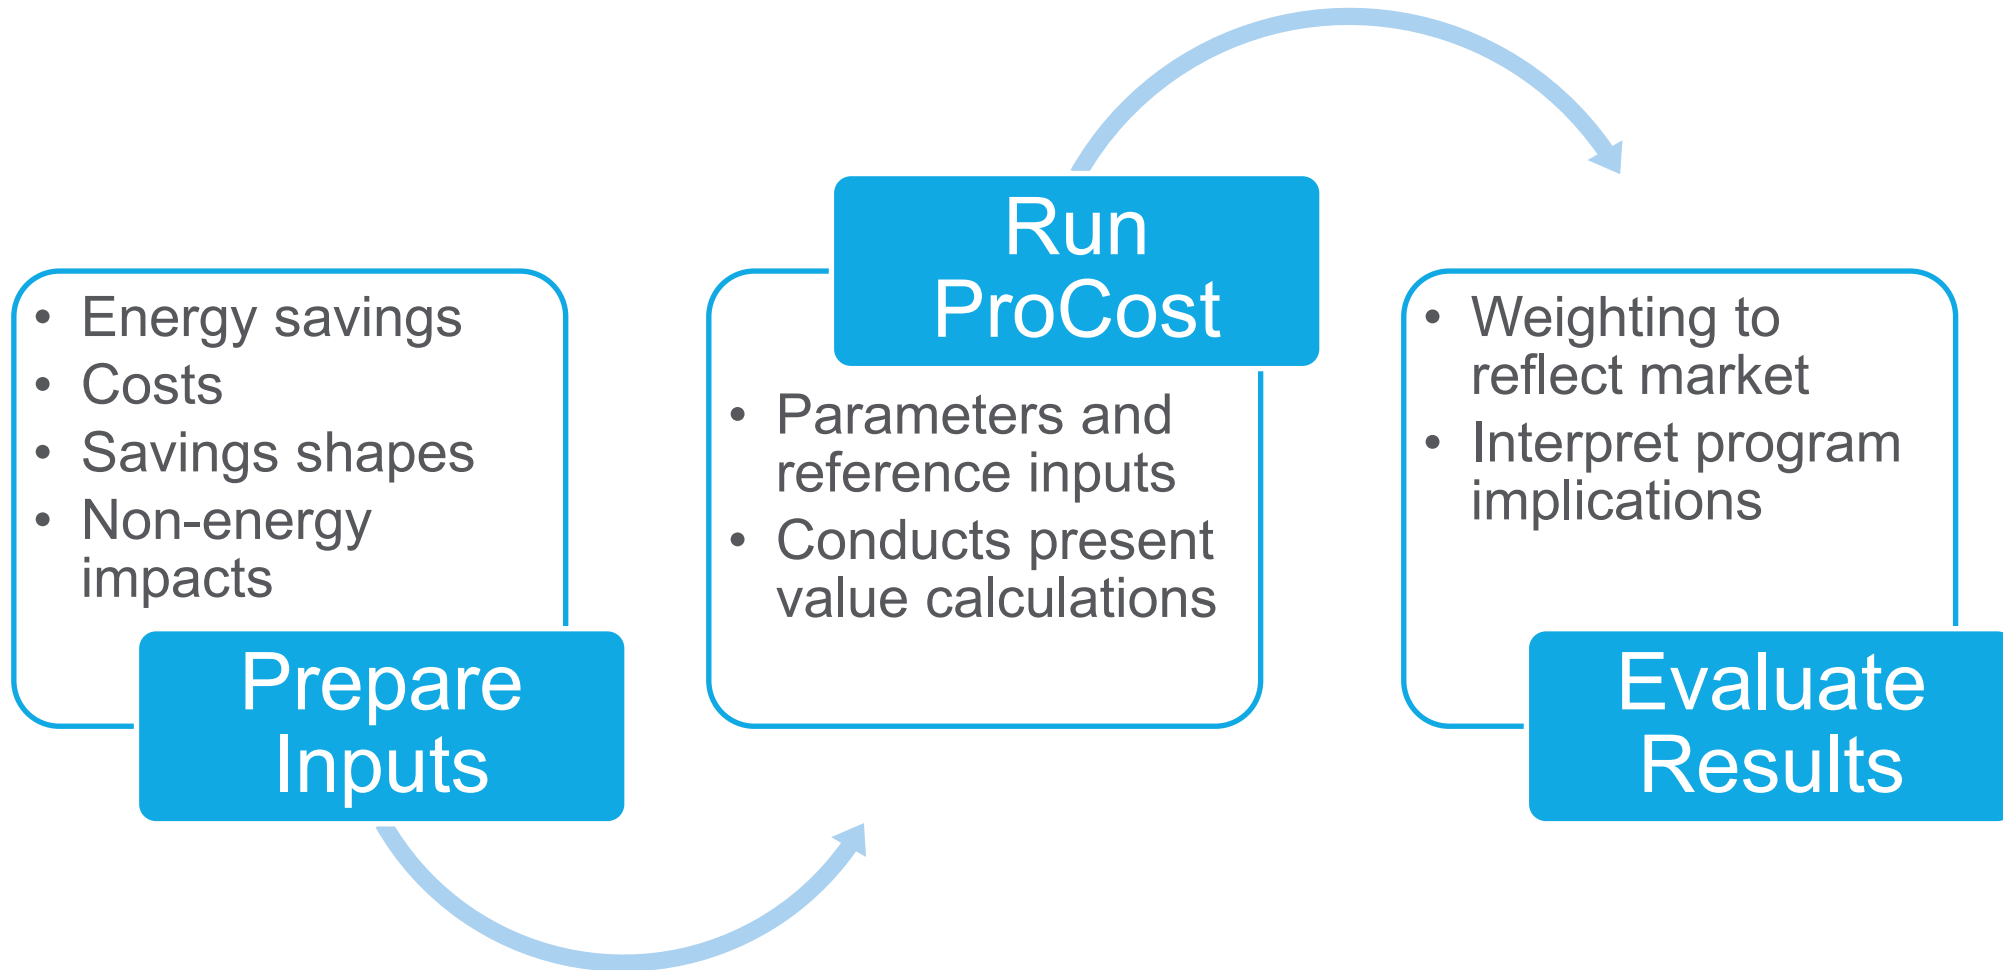 • Energy savings
• Costs
• Savings shapes
• Non-energy
impacts
Prepare
Inputs
Run
ProCost
• Parameters and
reference inputs
• Conducts present
value calculations
• Weighting to
reflect market
• Interpret program
implications
Evaluate
Results